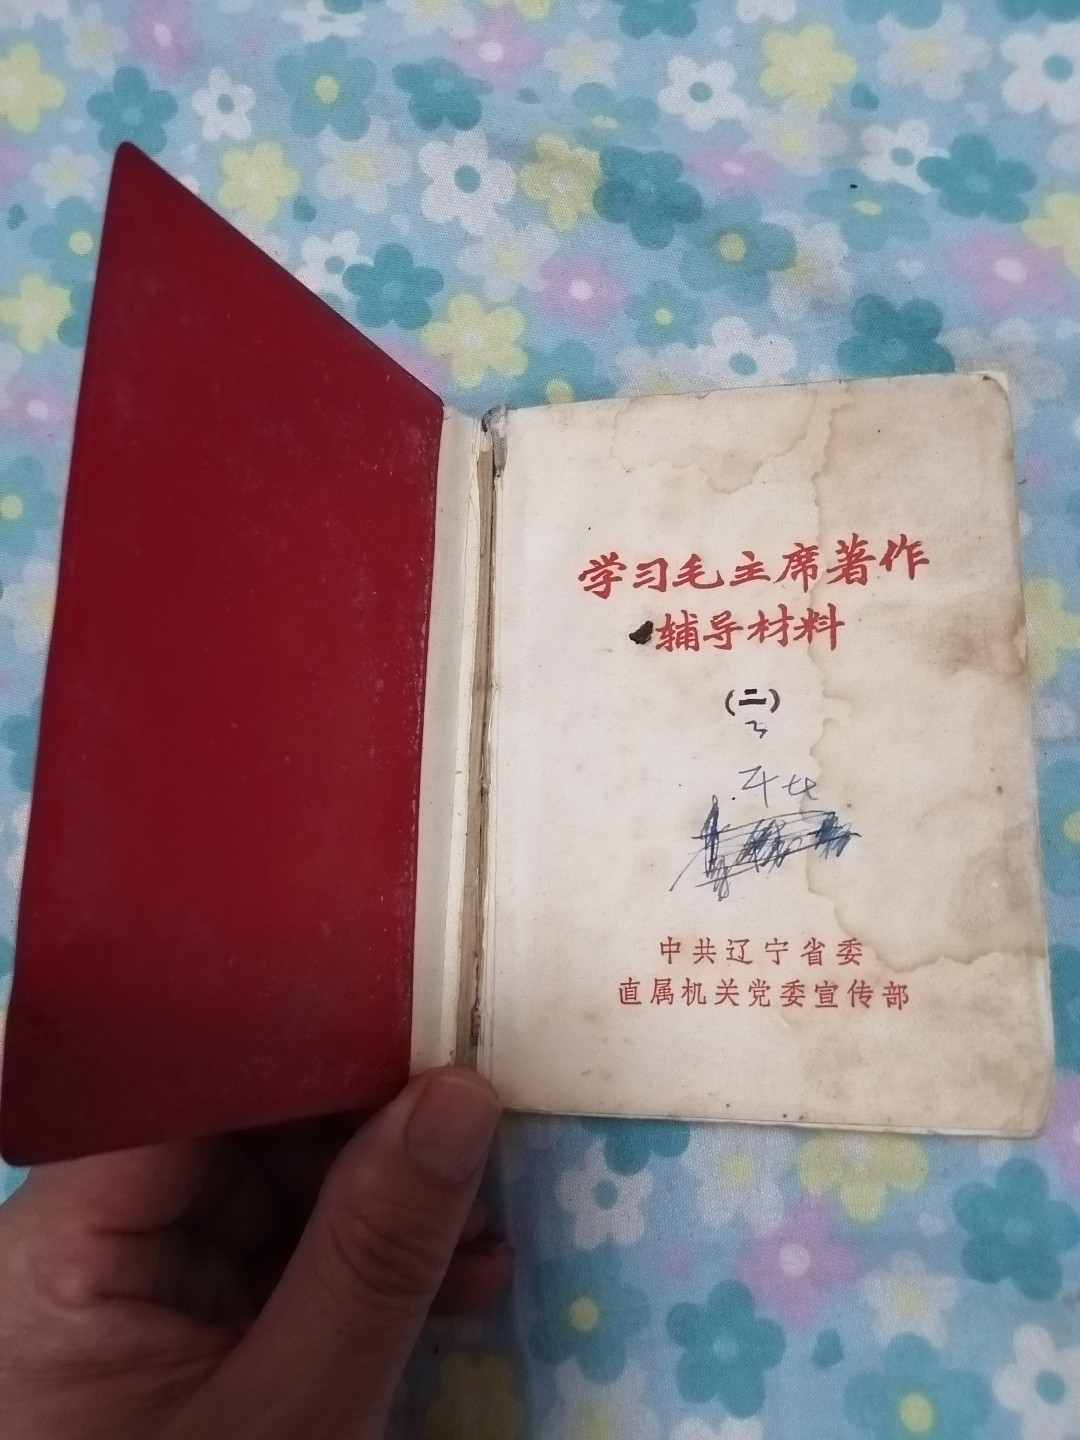 学习毛主席著作
辅导材料
(二)
中共辽宁省委
直属机关党委宣传部